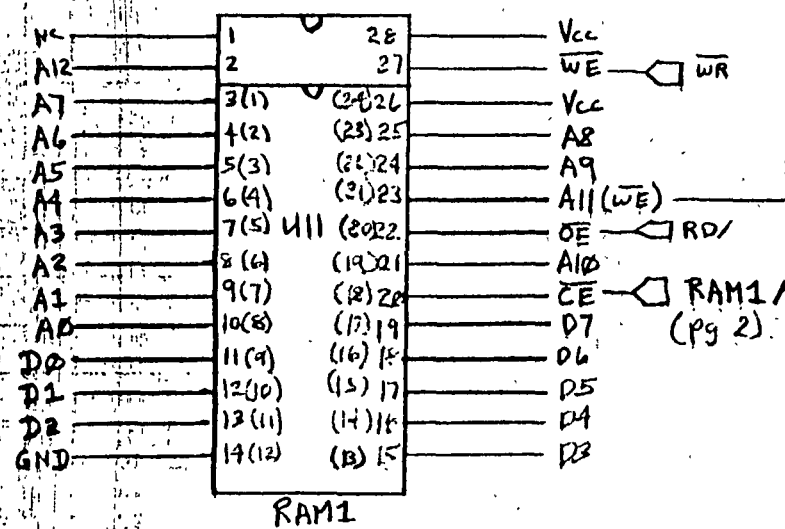 NC 1 28 Vcc
A12 2 27 WE WR
A7 3(1) (24)26 Vcc
A6 4(2) (23)25 A8
A5 5(3) (22)24 A9
A4 6(4) (21)23 A11(WE)
A3 7(5) U11 (20)22 OE RD/
A2 8(6) (19)21 A10
A1 9(7) (18)20 CE RAM1/
A0 10(8) (17)19 D7 (pg 2)
D0 11(9) (16)18 D6
D1 12(10) (15)17 D5
D2 13(11) (14)16 D4
GND 14(12) (13)15 D3
RAM1